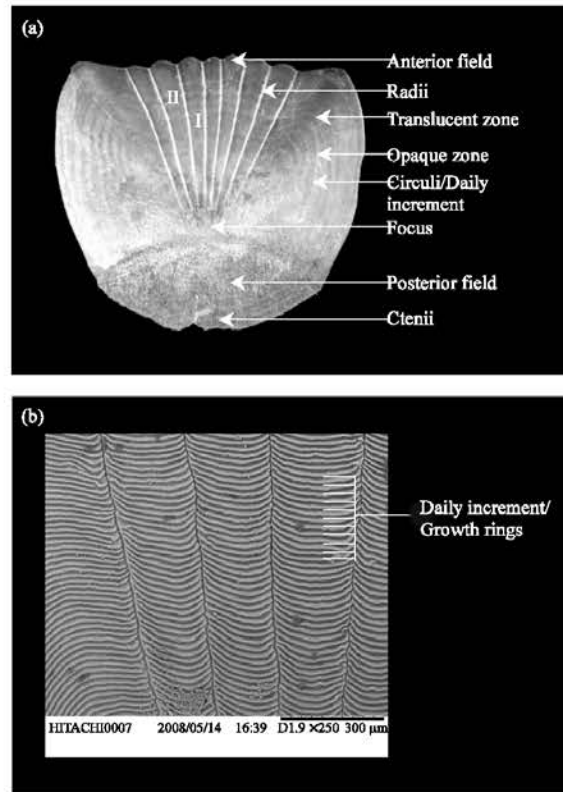 (a)
Anterior field
Radii
II
Translucent zone
I
Opaque zone
Circuli/Daily
increment
Focus
Posterior field
Ctenii
(b)
Daily increment/
Growth rings
HITACHI0007 2008/05/14 16:39 D1.9 ×250 300 µm